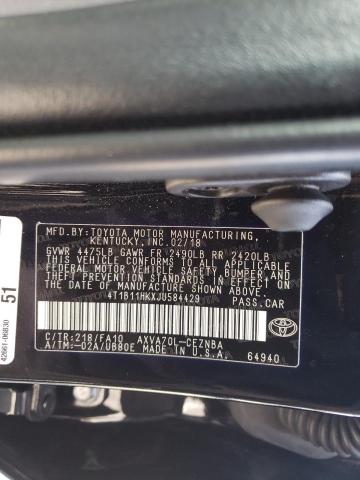 MFD.BY:TOYOTA MOTOR MANUFACTURING,
KENTUCKY, INC. 02/18
GVWR 4475LB GAWR FR 2490LB RR 2420LB
THIS VEHICLE CONFORMS TO ALL APPLICABLE
FEDERAL MOTOR VEHICLE SAFETY, BUMPER AND
THEFT PREVENTION STANDARDS IN EFFECT ON
THE DATE OF MANUFACTURE SHOWN ABOVE.
4T1B11HKXJU584429 PASS.CAR
C/TR:218/FA10 AXVA70L-CEZNBA
A/TM:-02A/UB80E MADE IN U.S.A. 64940
TOYOTA
51
42661-06B30